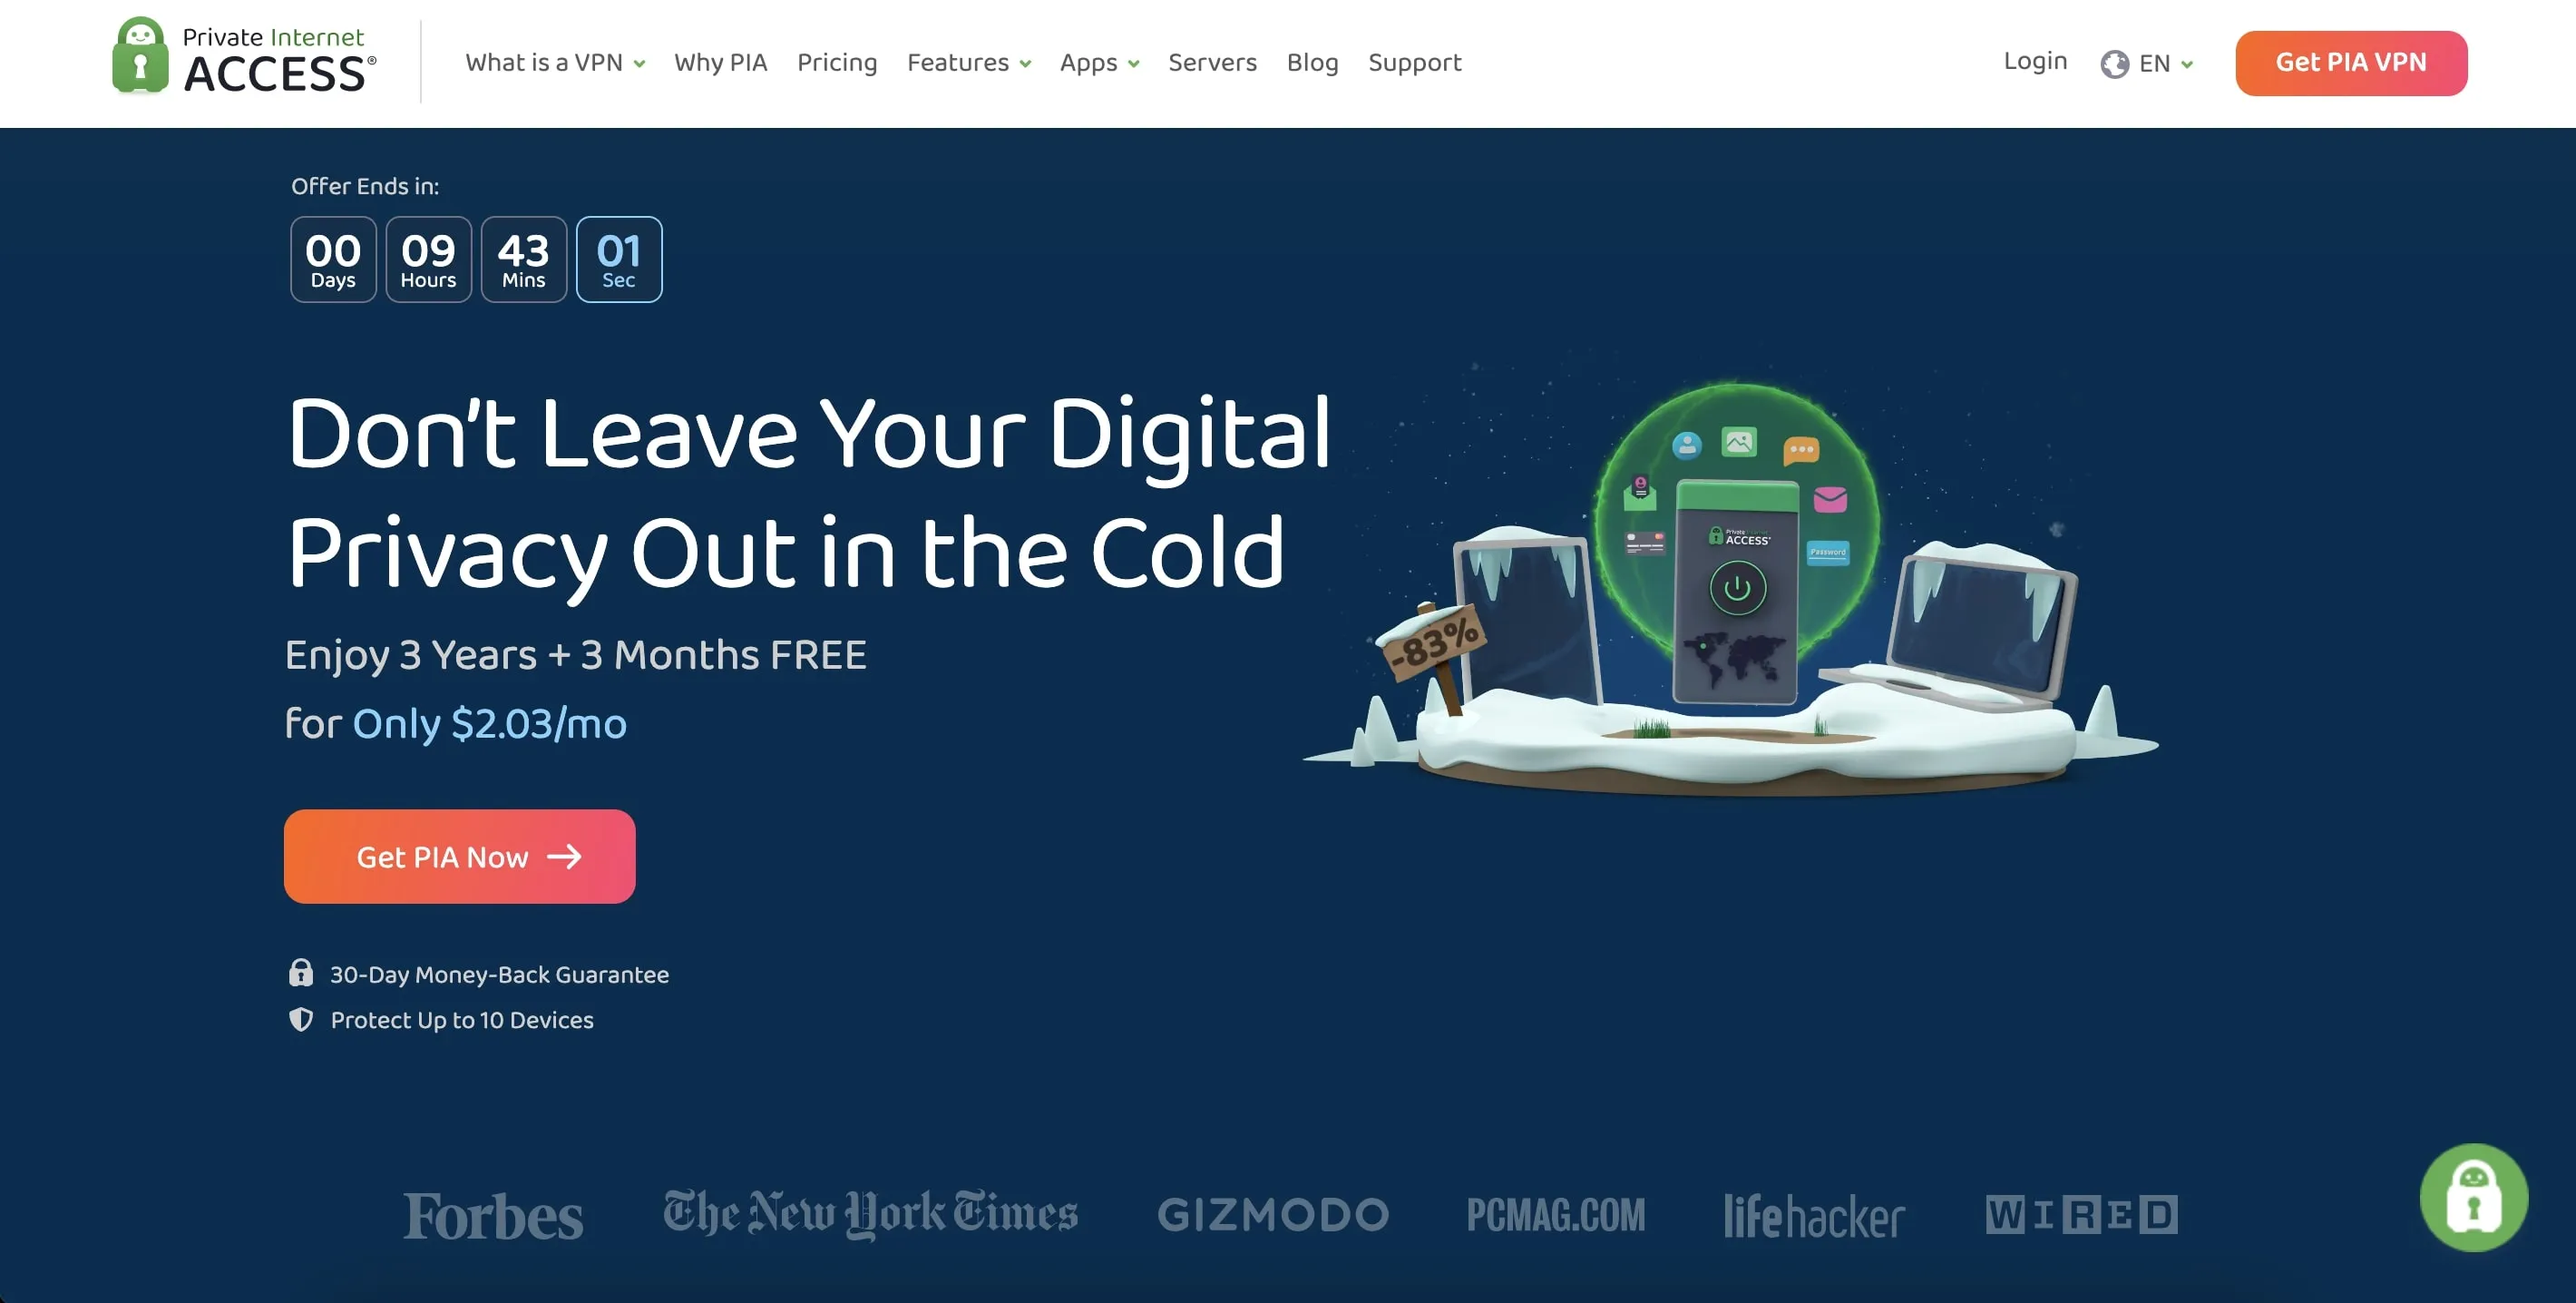 Private Internet
ACCESS®
What is a VPN
Why PIA
Pricing
Features
Apps
Servers
Blog
Support
Login
EN
Get PIA VPN
Offer Ends in:
00 Days
09 Hours
43 Mins
01 Sec
Don't Leave Your Digital
Privacy Out in the Cold
Enjoy 3 Years + 3 Months FREE
for Only $2.03/mo
Get PIA Now
30-Day Money-Back Guarantee
Protect Up to 10 Devices
-83%
Private Internet
ACCESS®
Password
Forbes
The New York Times
GIZMODO
PCMAG.COM
lifehacker
WIRED